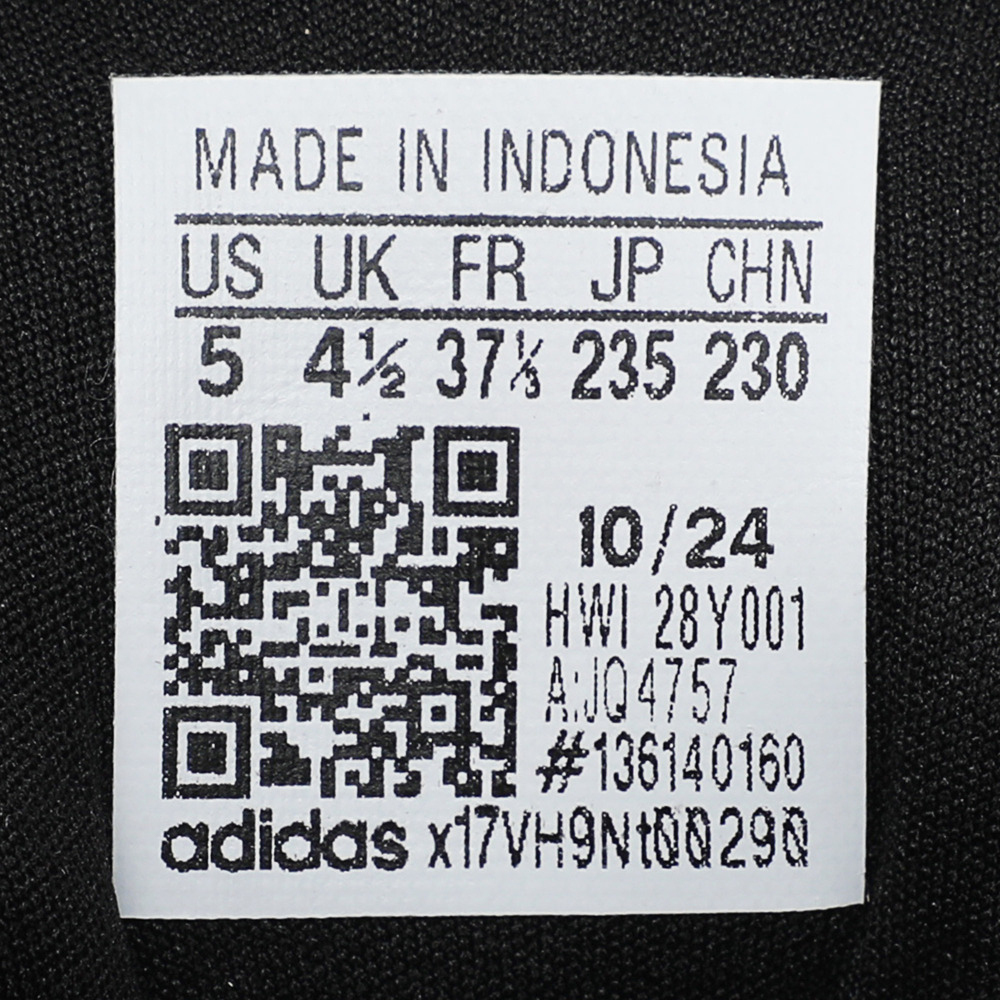 MADE IN INDONESIA
US UK FR JP CHN
5 4½ 37⅓ 235 230
10/24
HWI 28Y001
A:JQ4757
#136140160
adidas x17VH9Nt00290